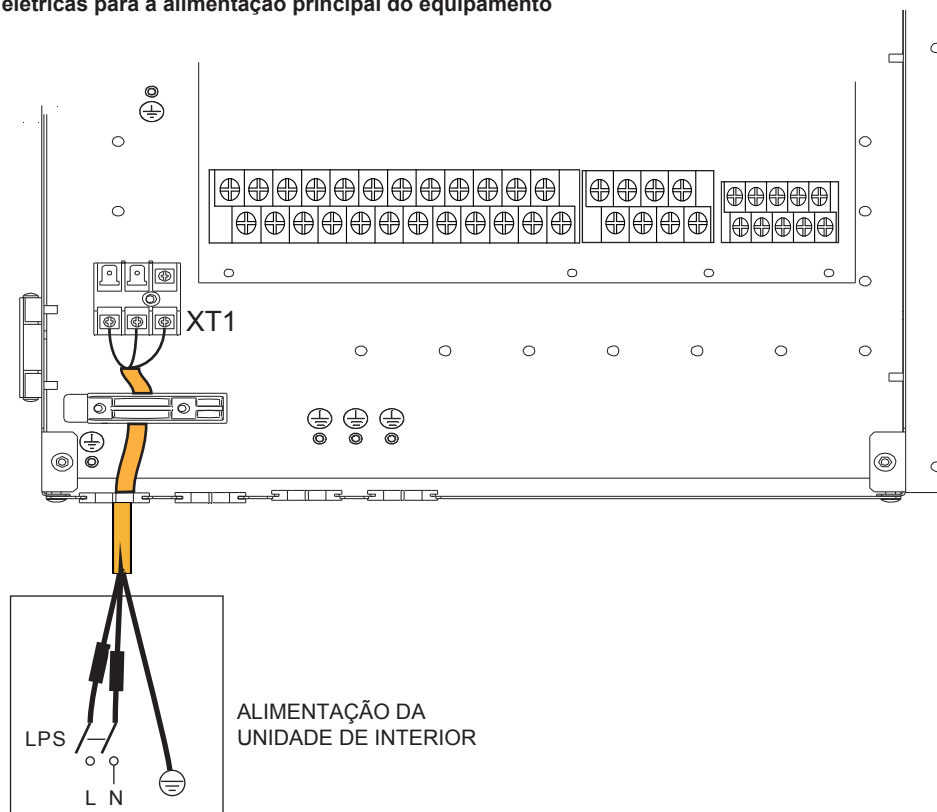 elétricas para a alimentação principal do equipamento
XT1
ALIMENTAÇÃO DA
UNIDADE DE INTERIOR
LPS
L N